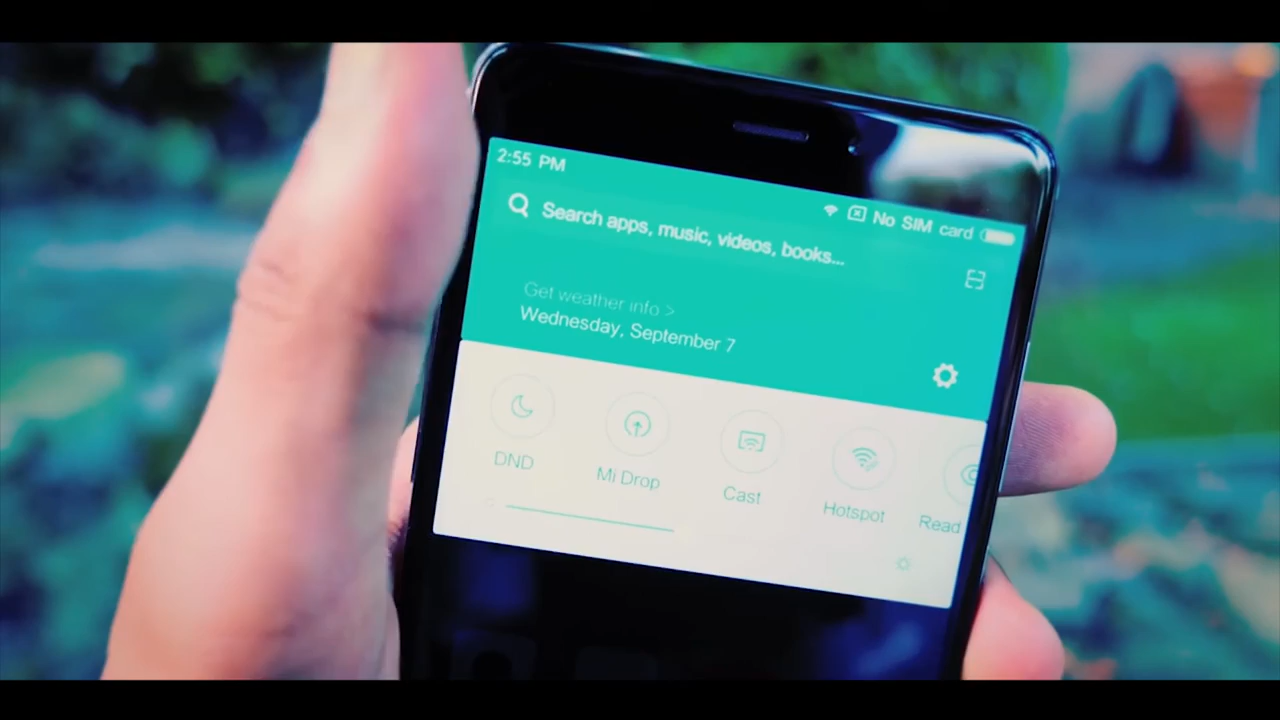 2:55 PM
No SIM card
Search apps, music, videos, books...
Get weather info >
Wednesday, September 7
DND
Mi Drop
Cast
Hotspot
Read